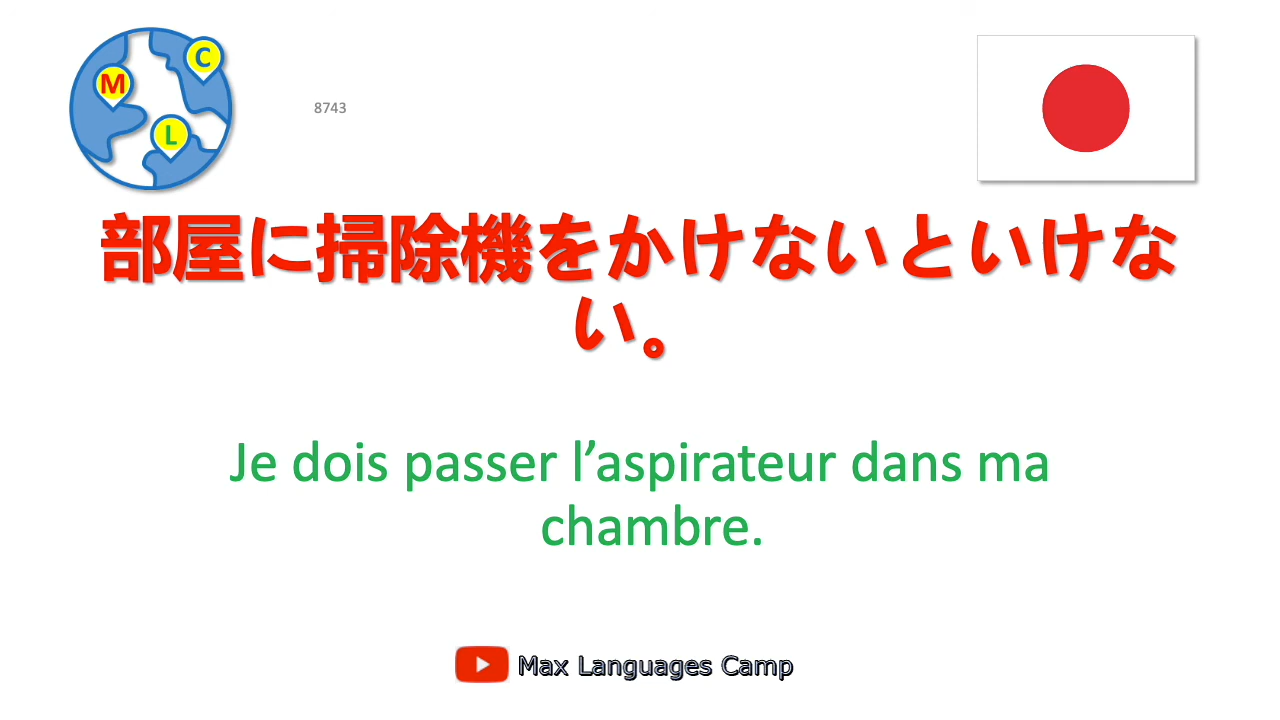 M
C
L
8743
部屋に掃除機をかけないといけな
い。
Je dois passer l’aspirateur dans ma
chambre.
Max Languages Camp